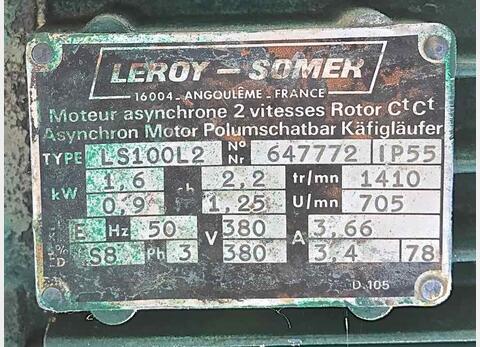 LEROY-SOMER
16004-ANGOULÊME-FRANCE
Moteur asynchrone 2 vitesses Rotor Ct Ct
Asynchron Motor Polumschatbar Käfigläufer
TYPE LS100L2 No Nr 647772 IP55
kW 1,6 ch 2,2 tr/mn 1410
0,9 1,25 U/mn 705
E Hz 50 V 380 A 3,66
S8 Ph 3 380 3,4 78
D.105